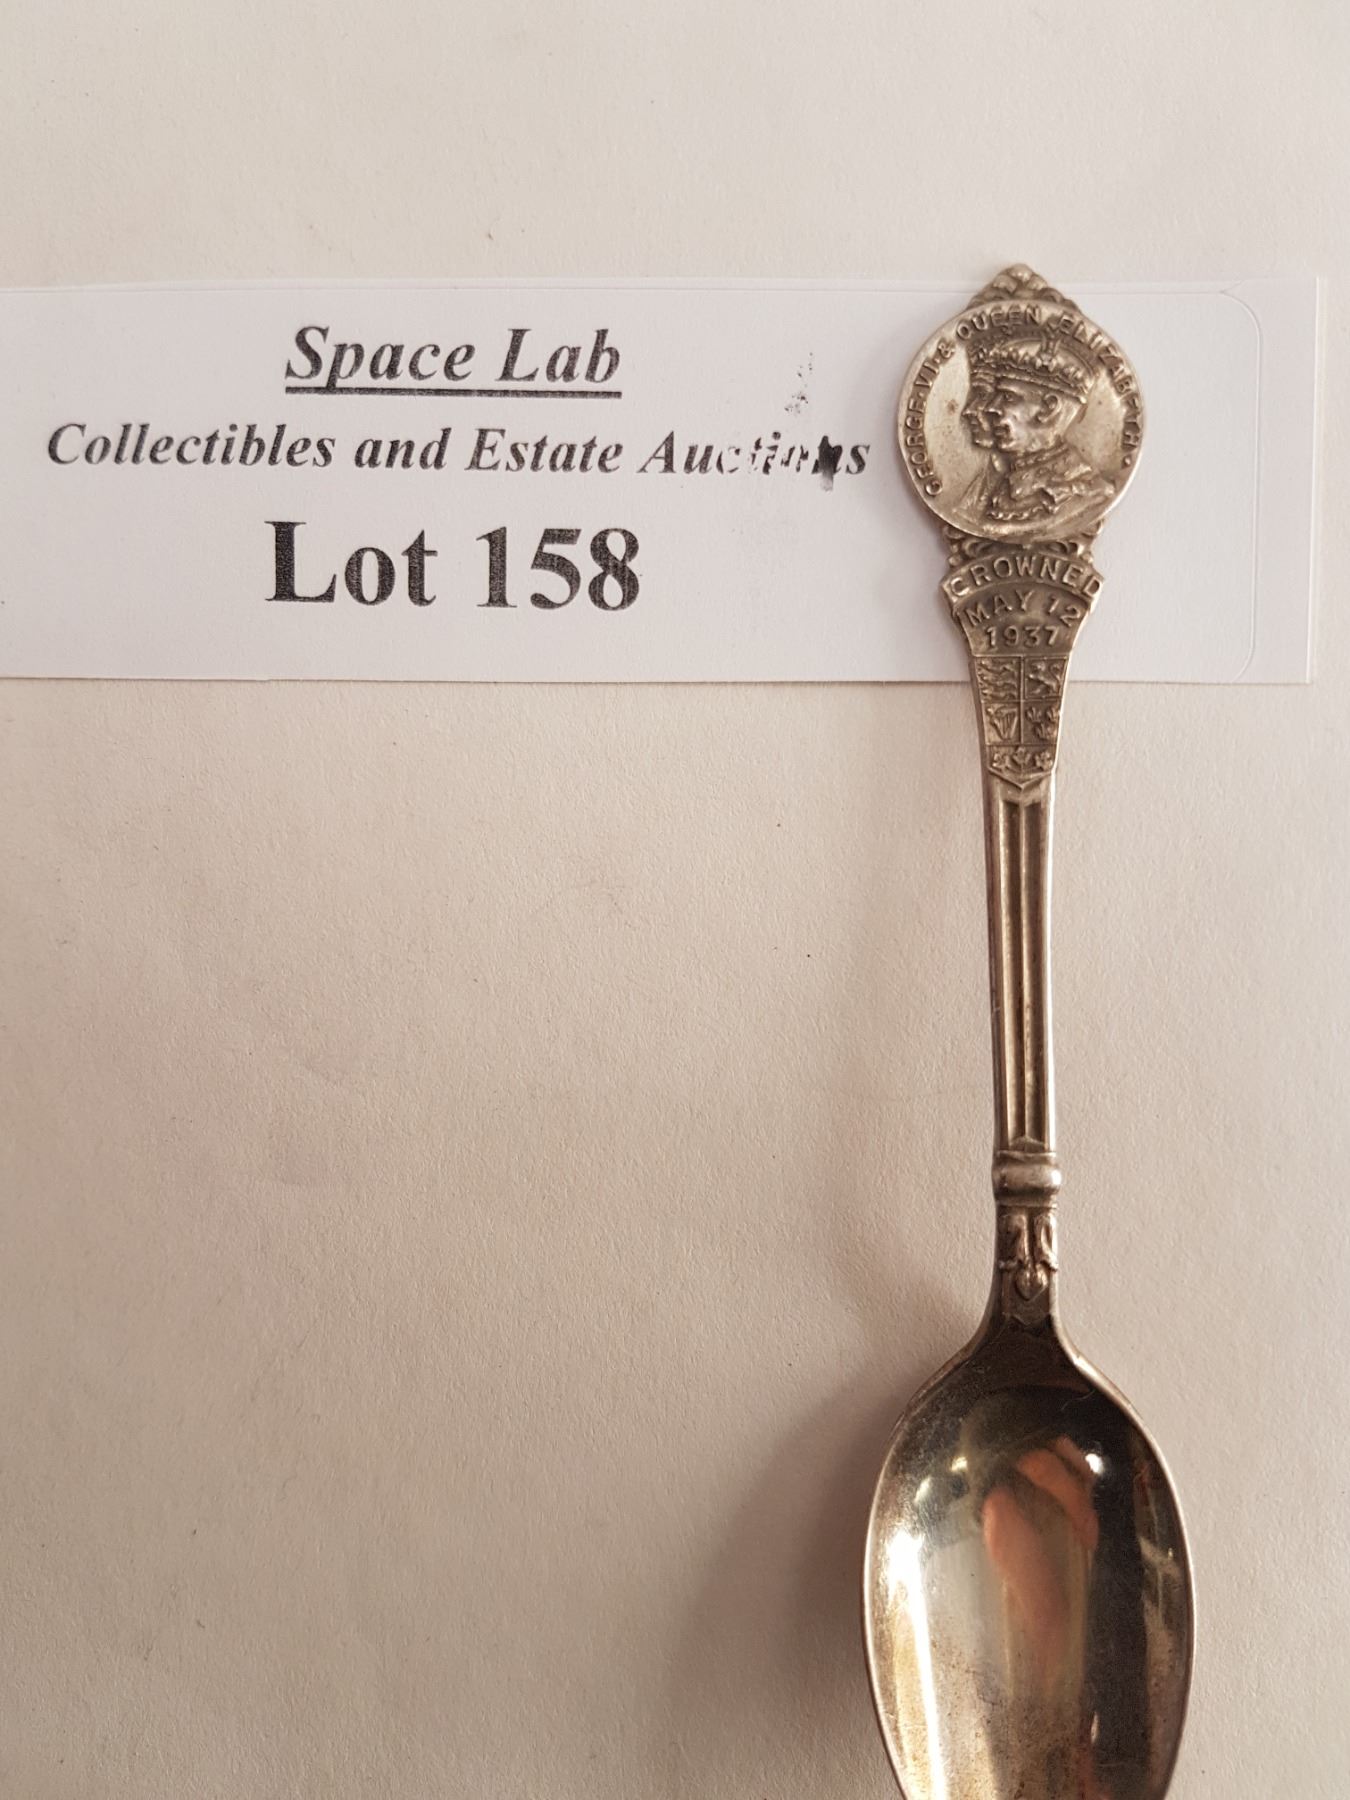 Space Lab
Collectibles and Estate Auctions
Lot 158
GEORGE·VI·& QUEEN ELIZABETH·
CROWNED
MAY 12
1937